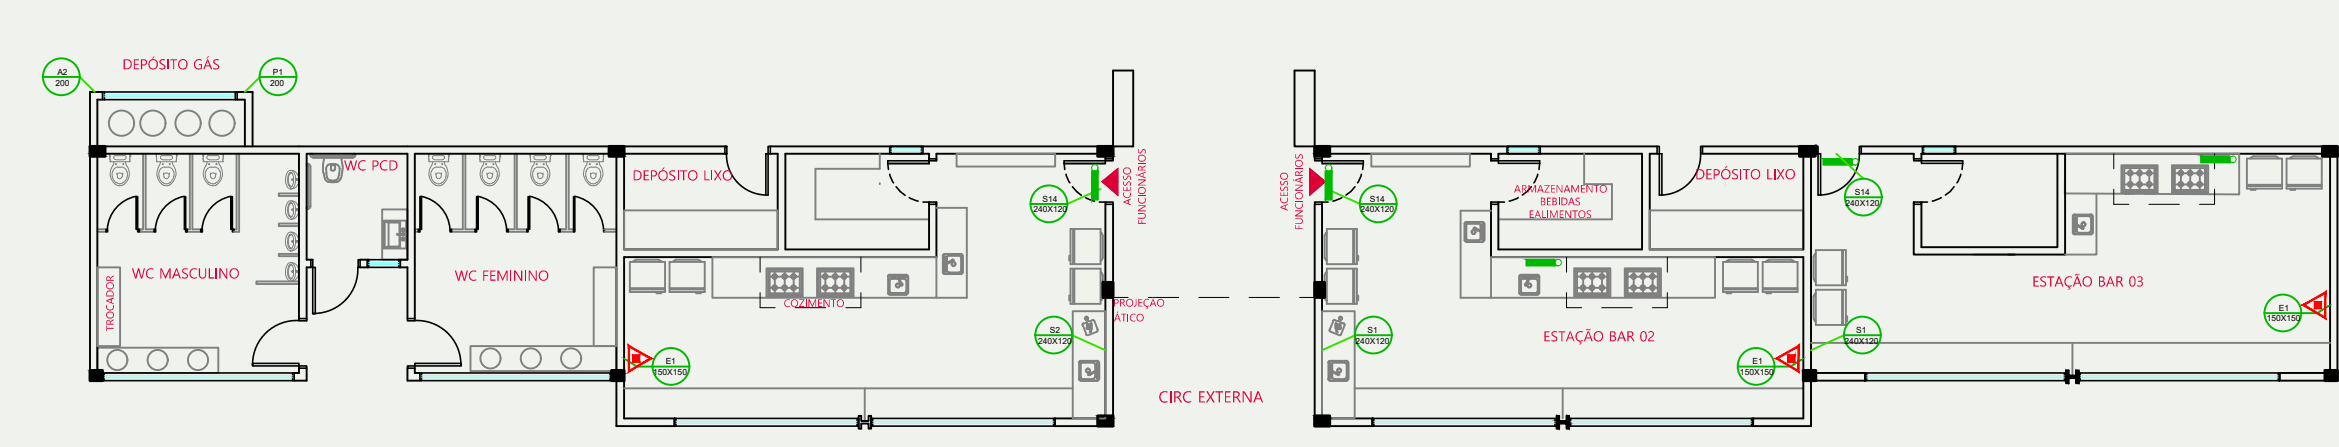 DEPÓSITO GÁS
A2
200
P1
200
WC PCD
WC MASCULINO
TROCADOR
WC FEMININO
DEPÓSITO LIXO
COZIMENTO
E1
150X150
S14
240X120
S2
240X120
ACESSO
FUNCIONÁRIOS
PROJEÇÃO
ÁTICO
CIRC EXTERNA
ACESSO
FUNCIONÁRIOS
S14
240X120
S1
240X120
ARMAZENAMENTO
BEBIDAS
EALIMENTOS
DEPÓSITO LIXO
ESTAÇÃO BAR 02
E1
150X150
S14
240X120
S1
240X120
ESTAÇÃO BAR 03
E1
150X150